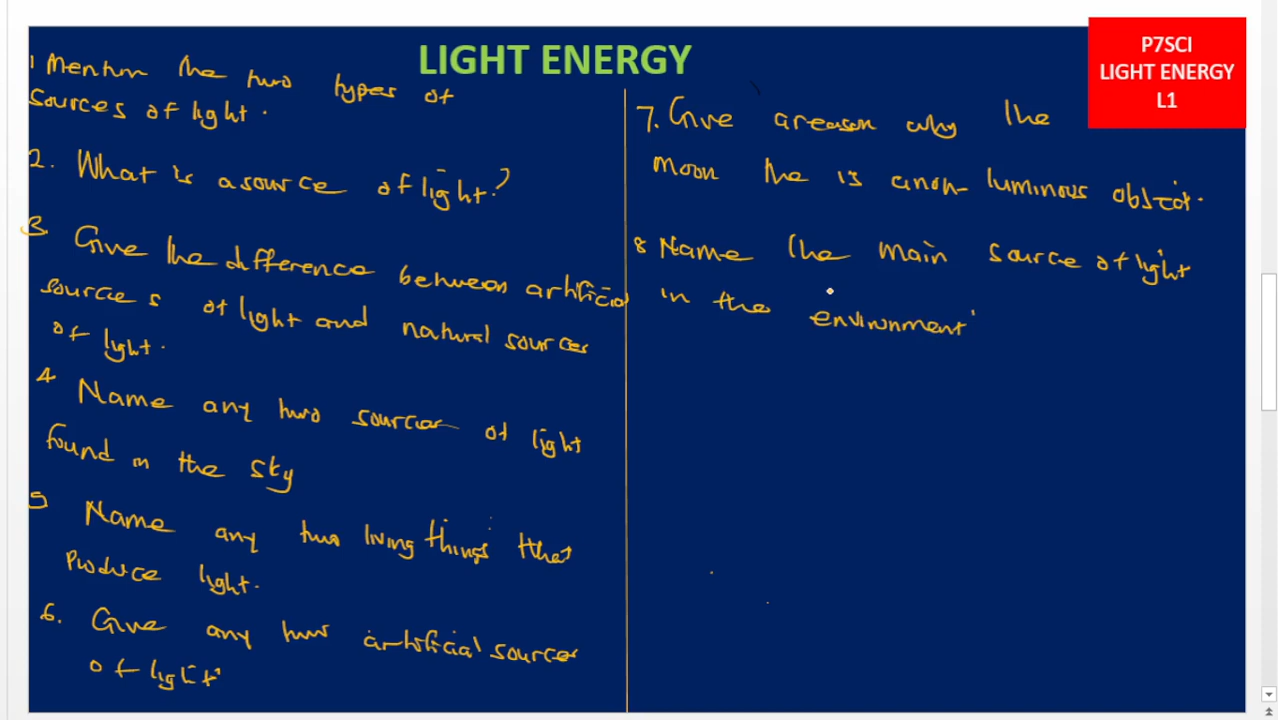 LIGHT ENERGY
P7SCI
LIGHT ENERGY
L1
1 Mention the two types of
sources of light.
2. What is a source of light?
3 Give the difference between artificial
sources of light and natural sources
of light.
4 Name any two sources of light
found in the sky
5 Name any two living things that
produce light.
6. Give any two artificial sources
of light
7. Give a reason why the
moon the is a non-luminous object.
8 Name the main source of light
in the environment